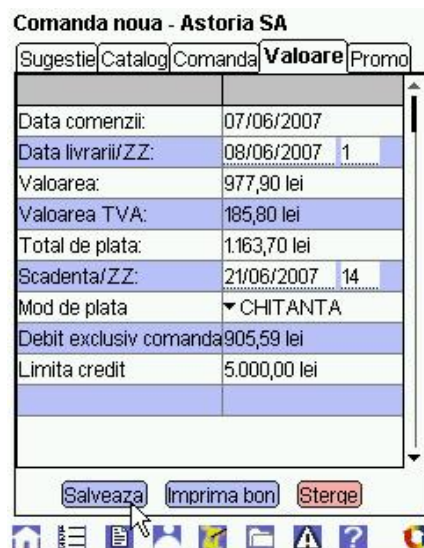 Comanda noua - Astoria SA
Sugestie Catalog Comanda Valoare Promo
Data comenzii: 07/06/2007
Data livrarii/ZZ: 08/06/2007 1
Valoarea: 977,90 lei
Valoarea TVA: 185,80 lei
Total de plata: 1163,70 lei
Scadenta/ZZ: 21/06/2007 14
Mod de plata CHITANTA
Debit exclusiv comanda 905,59 lei
Limita credit 5.000,00 lei
Salveaza Imprima bon Sterge